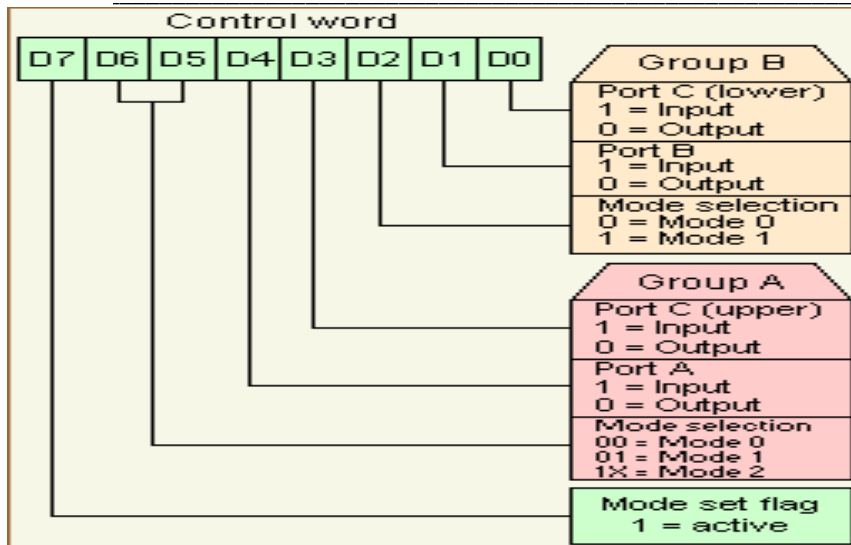 Control word
D7 D6 D5 D4 D3 D2 D1 D0
Group B
Port C (lower)
1 = Input
0 = Output
Port B
1 = Input
0 = Output
Mode selection
0 = Mode 0
1 = Mode 1
Group A
Port C (upper)
1 = Input
0 = Output
Port A
1 = Input
0 = Output
Mode selection
00 = Mode 0
01 = Mode 1
1X = Mode 2
Mode set flag
1 = active